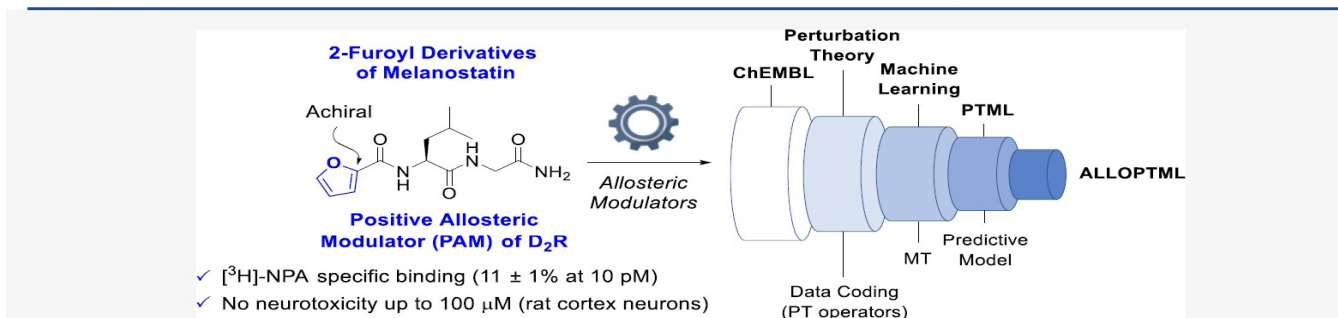 2-Furoyl Derivatives
of Melanostatin
Achiral
O
O
N
H
O
H
N
O
NH₂
Positive Allosteric
Modulator (PAM) of D₂R
✓ [³H]-NPA specific binding (11 ± 1% at 10 pM)
✓ No neurotoxicity up to 100 μM (rat cortex neurons)
Allosteric
Modulators
ChEMBL
Perturbation
Theory
Machine
Learning
PTML
ALLOPTML
Data Coding
(PT operators)
MT
Predictive
Model